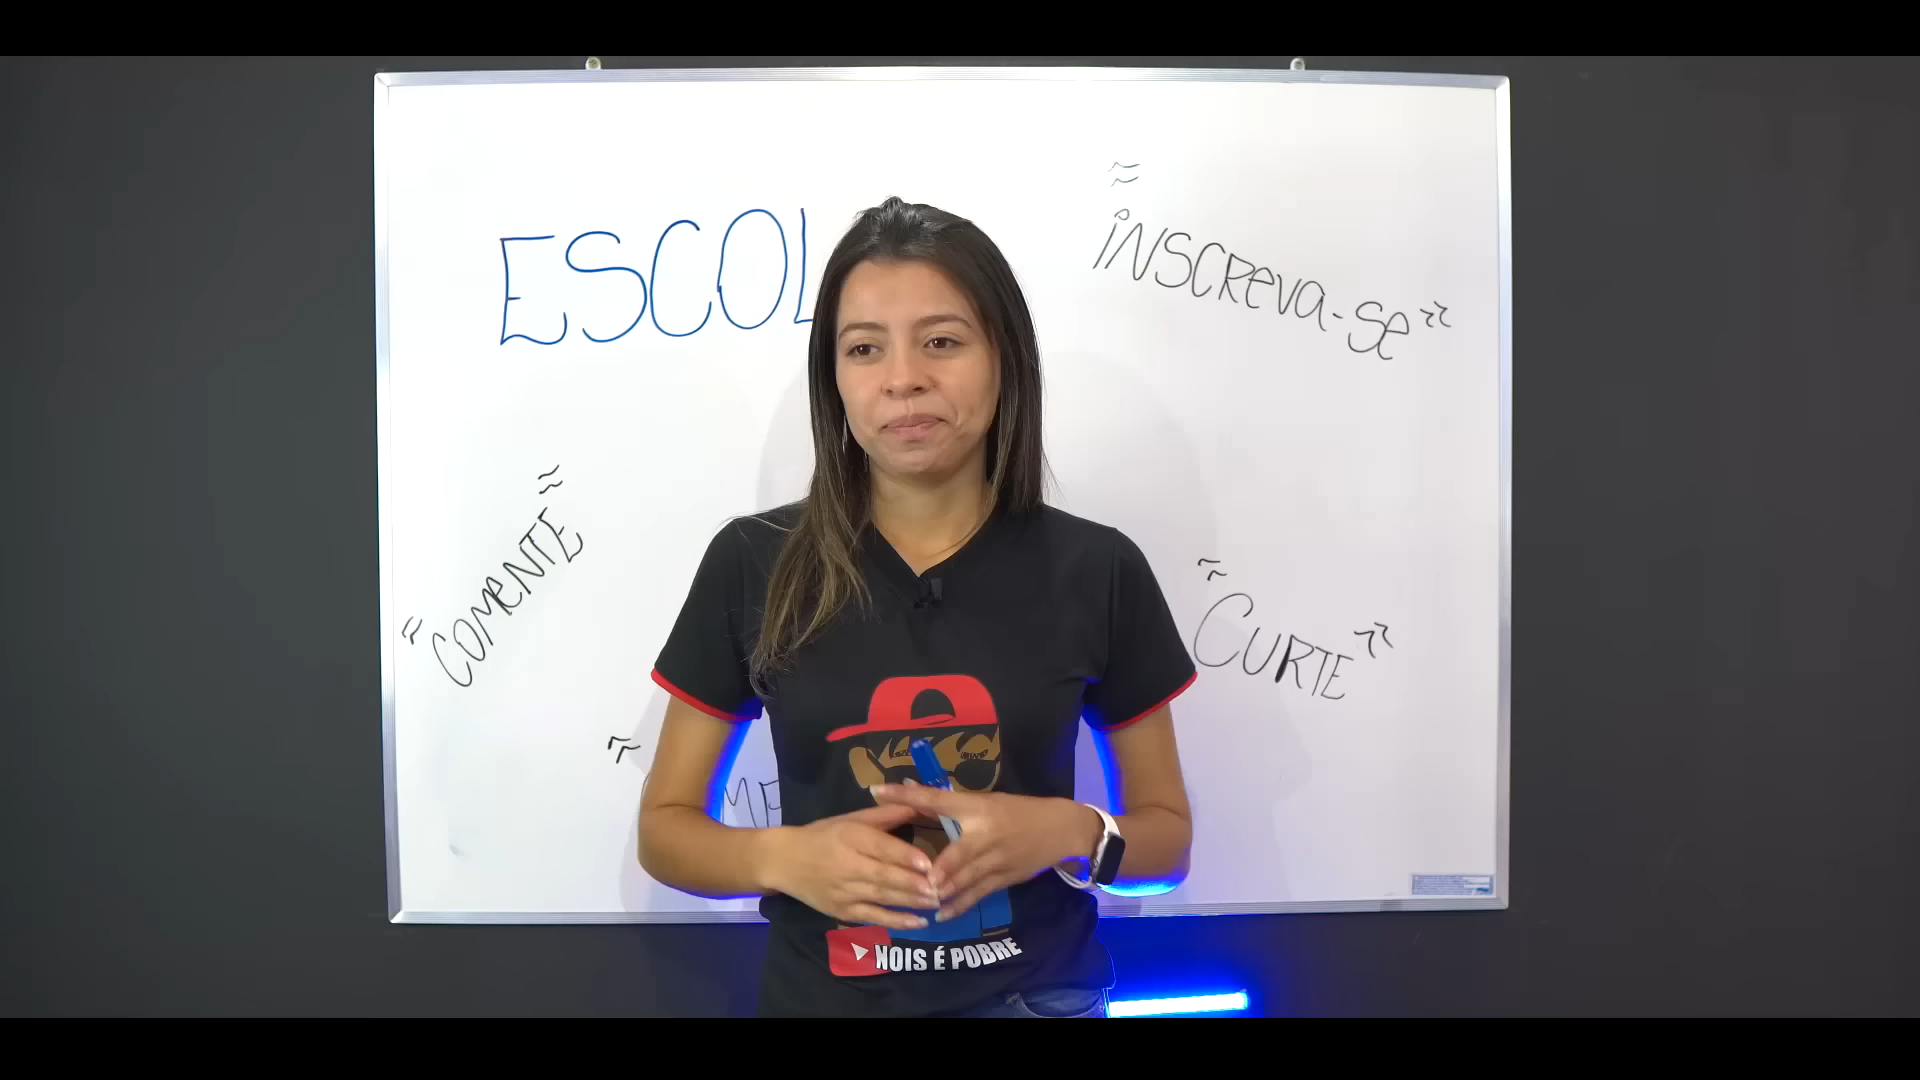 ESCOL
INSCREVA-SE
COMENTE
CURTE
NOIS É POBRE